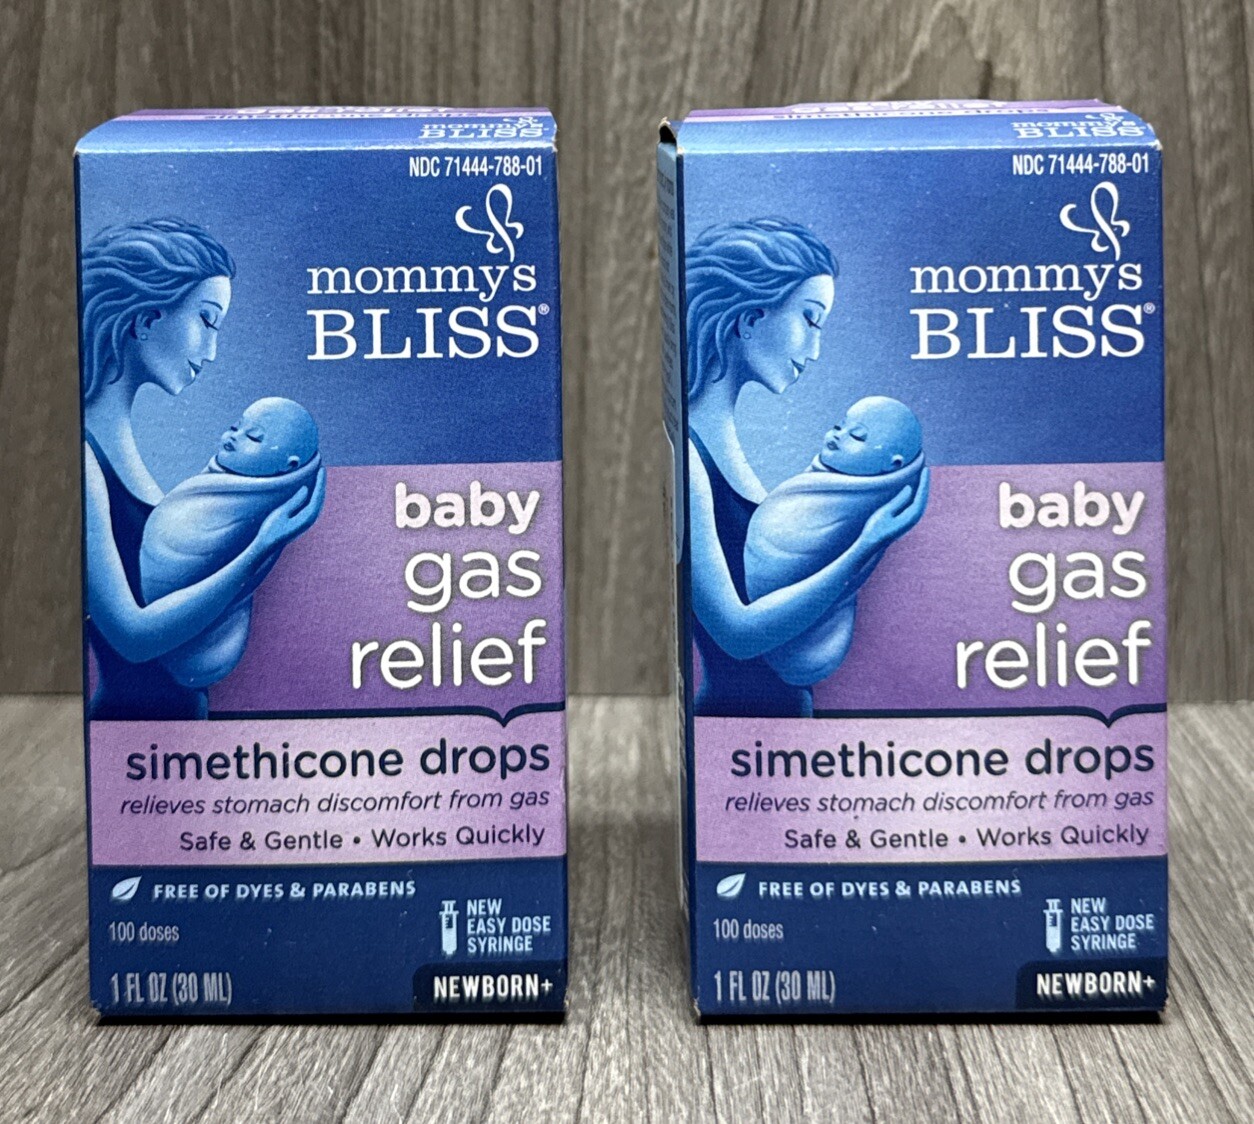 simethicone drops
mommy's
BLISS
NDC 71444-788-01
mommy's
BLISS®
baby
gas
relief
simethicone drops
relieves stomach discomfort from gas
Safe & Gentle • Works Quickly
FREE OF DYES & PARABENS
100 doses
NEW
EASY DOSE
SYRINGE
1 FL OZ (30 ML)
NEWBORN+
simethicone drops
mommy's
BLISS
NDC 71444-788-01
mommy's
BLISS®
baby
gas
relief
simethicone drops
relieves stomach discomfort from gas
Safe & Gentle • Works Quickly
FREE OF DYES & PARABENS
100 doses
NEW
EASY DOSE
SYRINGE
1 FL OZ (30 ML)
NEWBORN+